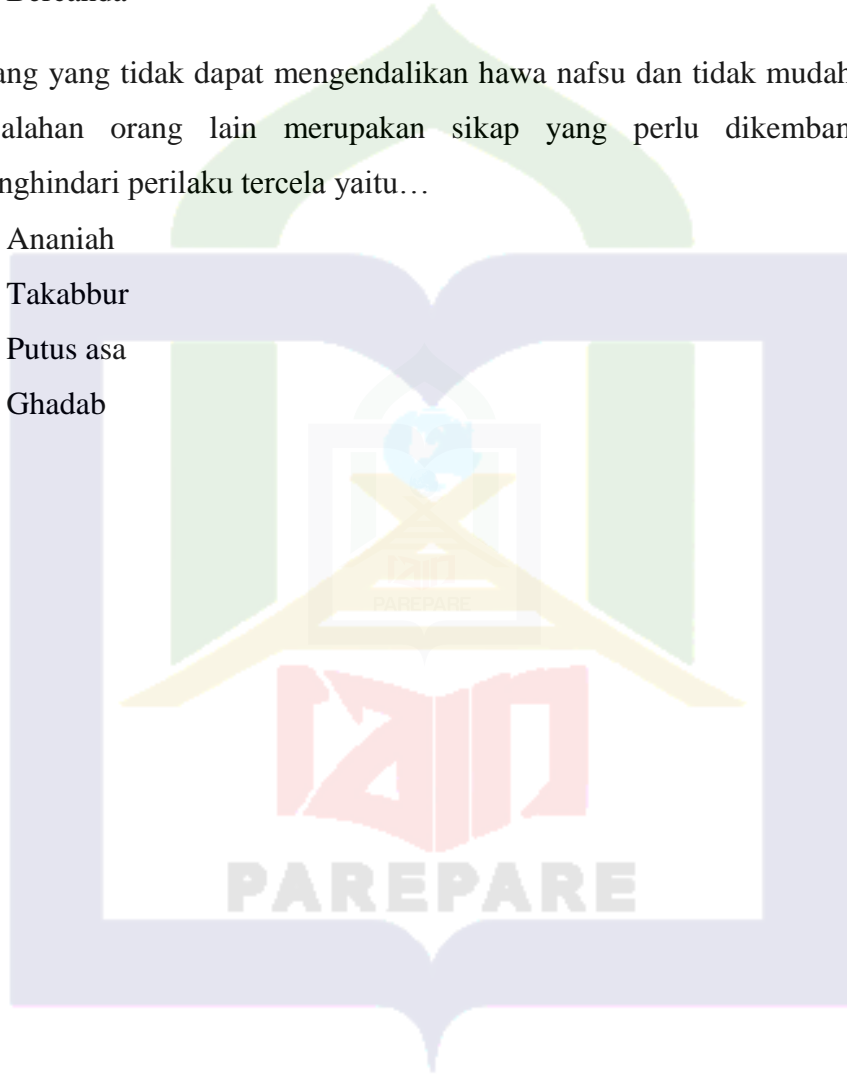 ang yang tidak dapat mengendalikan hawa nafsu dan tidak mudah
alahan orang lain merupakan sikap yang perlu dikemban
nghindari perilaku tercela yaitu…
Ananiah
Takabbur
Putus asa
Ghadab
PAREPARE
iain
PAREPARE